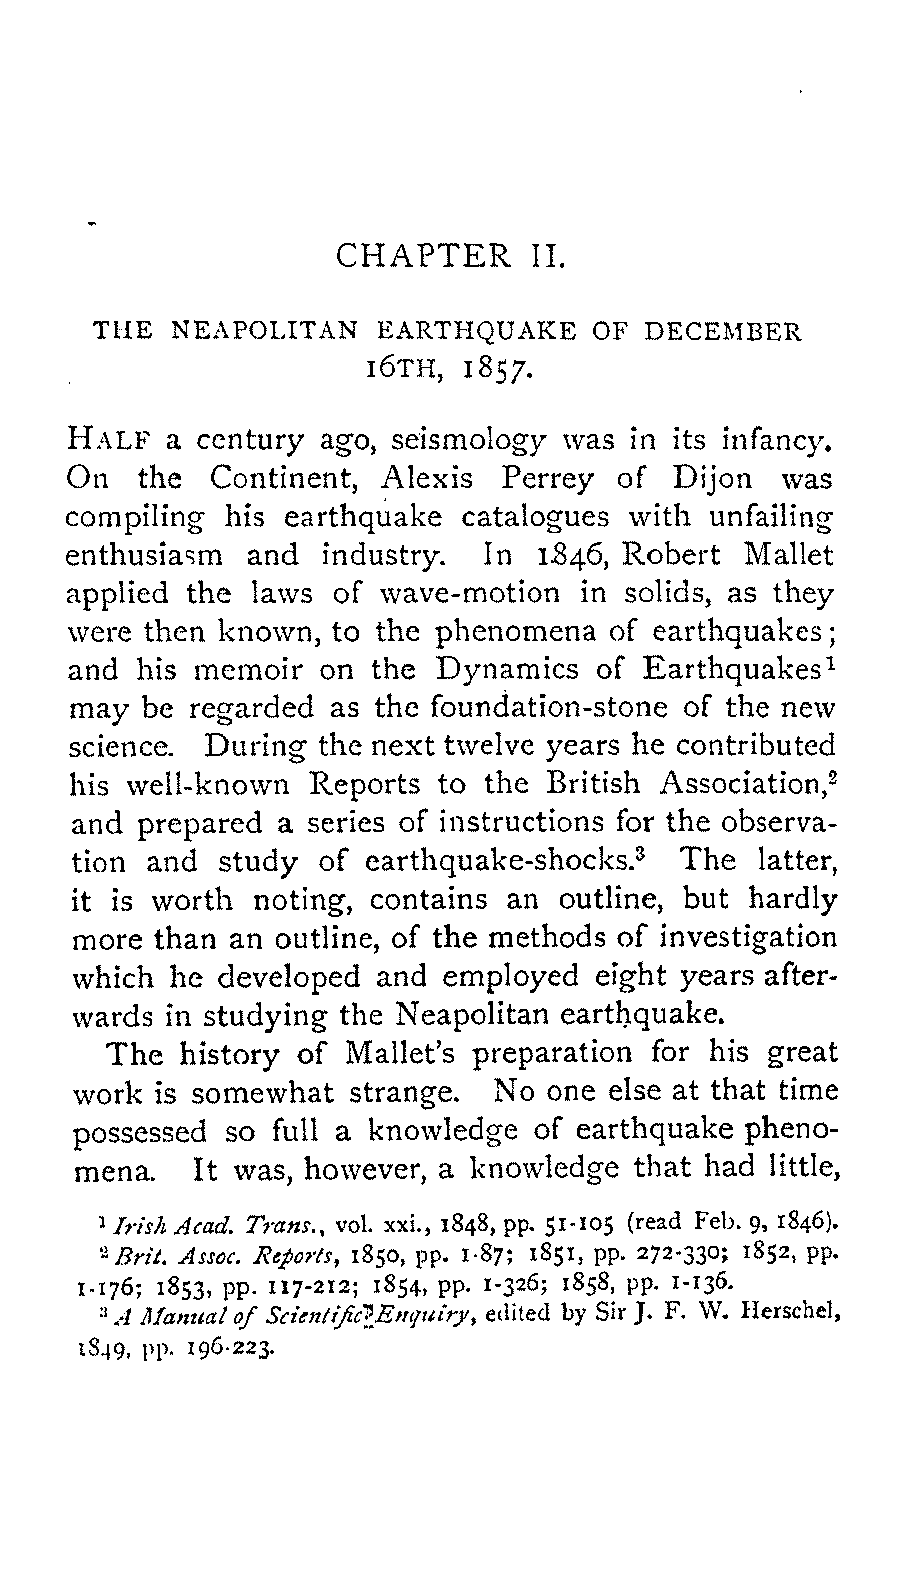 CHAPTER II.
THE NEAPOLITAN EARTHQUAKE OF DECEMBER
16TH, 1857.
HALF a century ago, seismology was in its infancy.
On the Continent, Alexis Perrey of Dijon was
compiling his earthquake catalogues with unfailing
enthusiasm and industry. In 1846, Robert Mallet
applied the laws of wave-motion in solids, as they
were then known, to the phenomena of earthquakes;
and his memoir on the Dynamics of Earthquakes¹
may be regarded as the foundation-stone of the new
science. During the next twelve years he contributed
his well-known Reports to the British Association,²
and prepared a series of instructions for the observa-
tion and study of earthquake-shocks.³ The latter,
it is worth noting, contains an outline, but hardly
more than an outline, of the methods of investigation
which he developed and employed eight years after-
wards in studying the Neapolitan earthquake.
The history of Mallet's preparation for his great
work is somewhat strange. No one else at that time
possessed so full a knowledge of earthquake pheno-
mena. It was, however, a knowledge that had little,
¹ Irish Acad. Trans., vol. xxi., 1848, pp. 51-105 (read Feb. 9, 1846).
² Brit. Assoc. Reports, 1850, pp. 1-87; 1851, pp. 272-330; 1852, pp.
1-176; 1853, pp. 117-212; 1854, pp. 1-326; 1858, pp. 1-136.
³ A Manual of Scientific Enquiry, edited by Sir J. F. W. Herschel,
1849, pp. 196-223.